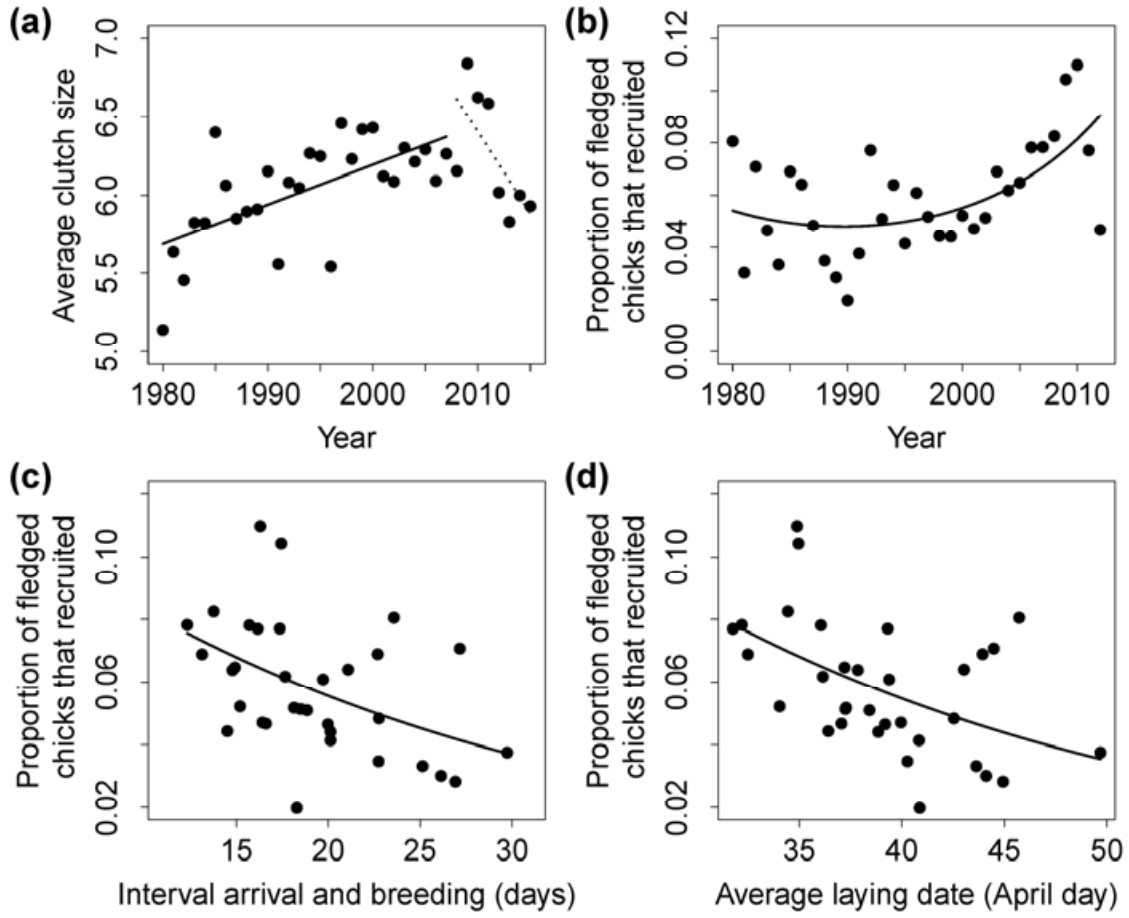 (a)
Average clutch size
7.0
6.5
6.0
5.5
5.0
1980 1990 2000 2010
Year
(b)
Proportion of fledged
chicks that recruited
0.12
0.08
0.04
0.00
1980 1990 2000 2010
Year
(c)
Proportion of fledged
chicks that recruited
0.10
0.06
0.02
15 20 25 30
Interval arrival and breeding (days)
(d)
Proportion of fledged
chicks that recruited
0.10
0.06
0.02
35 40 45 50
Average laying date (April day)